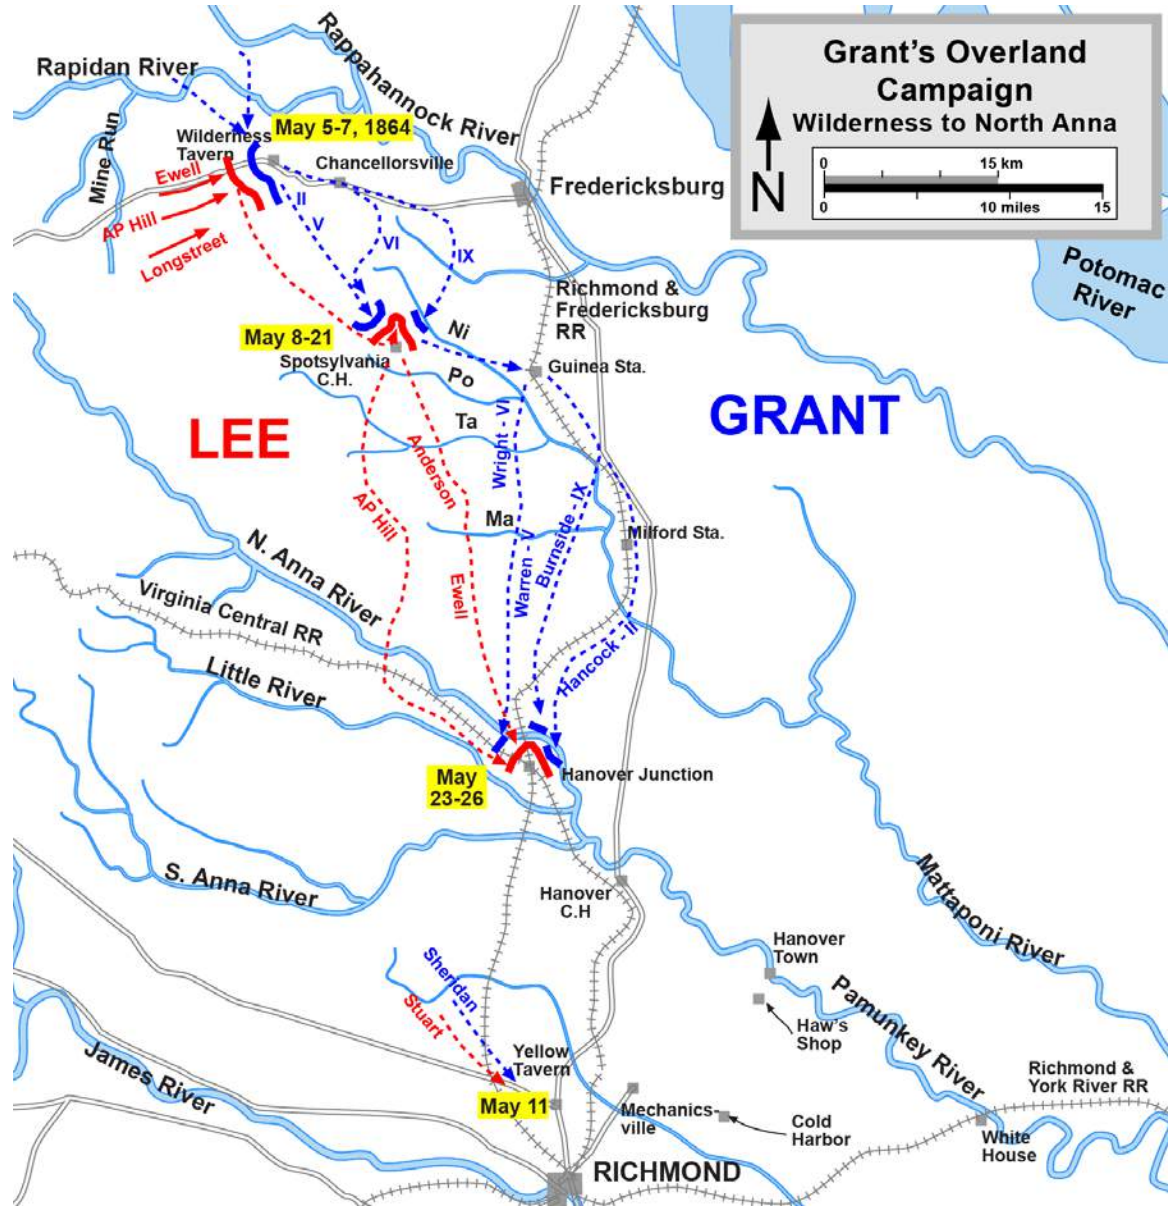 Grant's Overland
Campaign
Wilderness to North Anna
N
0
15 km
0
10 miles
15
Rapidan River
Rappahannock River
Mine Run
May 5-7, 1864
Wilderness
Tavern
Chancellorsville
Fredericksburg
Ewell
AP Hill
Longstreet
II
V
VI
IX
Potomac
River
Richmond &
Fredericksburg
RR
May 8-21
Spotsylvania
C.H.
Ni
Po
Ta
Ma
Guinea Sta.
LEE
GRANT
Wright - VI
Anderson
AP Hill
Burnside - IX
Milford Sta.
Warren - V
Ewell
Hancock - II
N. Anna River
Virginia Central RR
Little River
May
23-26
Hanover Junction
S. Anna River
Hanover
C.H
Mattaponi River
Hanover
Town
Pamunkey River
Haw's
Shop
Sheridan
Stuart
Yellow
Tavern
May 11
James River
Mechanics-
ville
Cold
Harbor
Richmond &
York River RR
White
House
RICHMOND